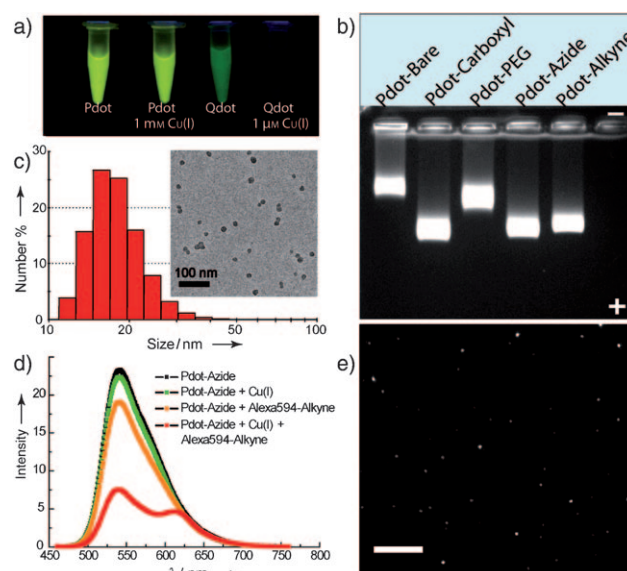 a)
Pdot
Pdot
1 mM Cu(I)
Qdot
Qdot
1 μM Cu(I)
b)
Pdot-Bare
Pdot-Carboxyl
Pdot-PEG
Pdot-Azide
Pdot-Alkyne
–
+
c)
30
20
10
0
Number % →
100 nm
10
20
50
100
Size/nm →
d)
20
15
10
5
0
Intensity →
Pdot-Azide
Pdot-Azide + Cu(I)
Pdot-Azide + Alexa594-Alkyne
Pdot-Azide + Cu(I) +
Alexa594-Alkyne
450 500 550 600 650 700 750 800
e)